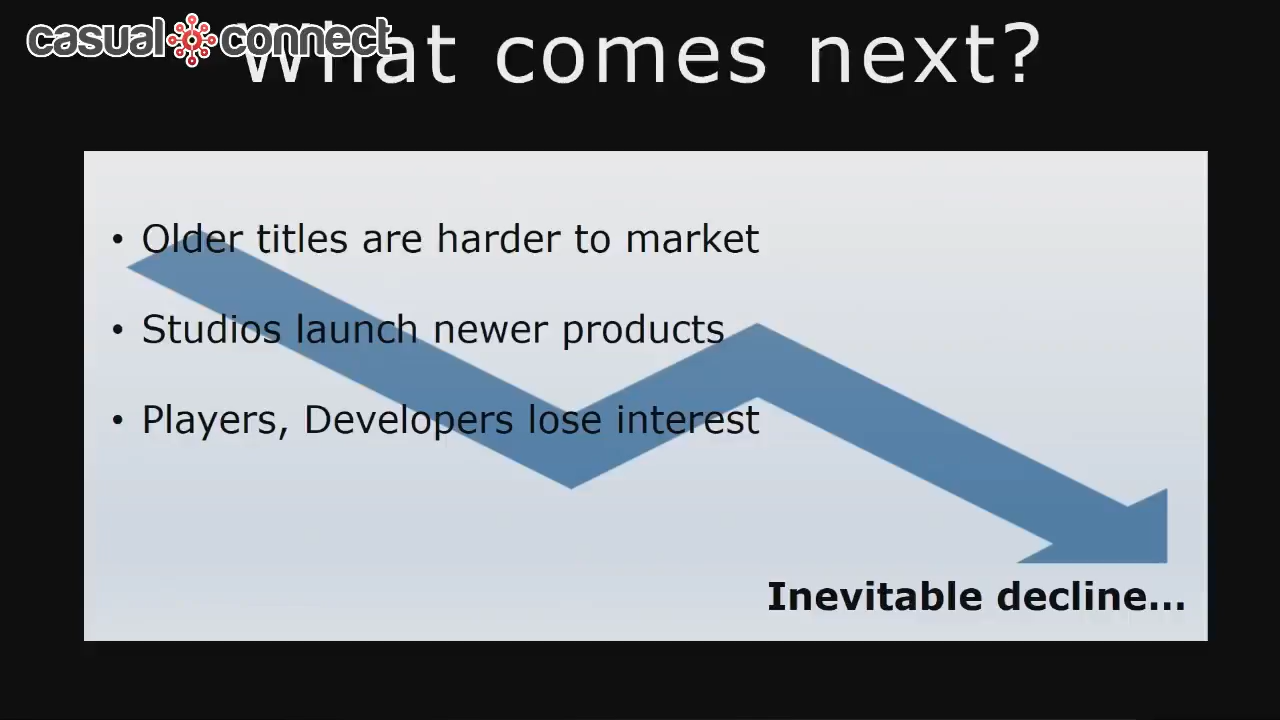 casual connect
What comes next?
• Older titles are harder to market
• Studios launch newer products
• Players, Developers lose interest
Inevitable decline...